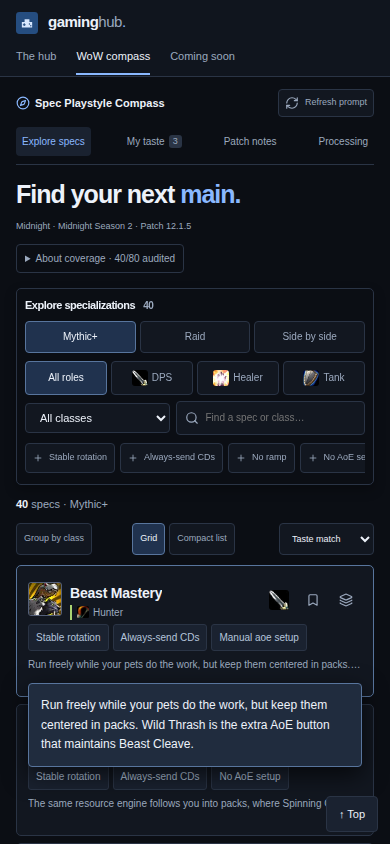 gaminghub.
The hub
WoW compass
Coming soon
Spec Playstyle Compass
Refresh prompt
Explore specs
My taste 3
Patch notes
Processing
Find your next main.
Midnight · Midnight Season 2 · Patch 12.1.5
About coverage · 40/80 audited
Explore specializations 40
Mythic+
Raid
Side by side
All roles
DPS
Healer
Tank
All classes
Find a spec or class…
+ Stable rotation
+ Always-send CDs
+ No ramp
+ No AoE se
40 specs · Mythic+
Group by class
Grid
Compact list
Taste match
Beast Mastery
Hunter
Stable rotation
Always-send CDs
Manual aoe setup
Run freely while your pets do the work, but keep them centered in packs.…
Run freely while your pets do the work, but keep them
centered in packs. Wild Thrash is the extra AoE button
that maintains Beast Cleave.
Stable rotation
Always-send CDs
No AoE setup
The same resource engine follows you into packs, where Spinning
↑ Top